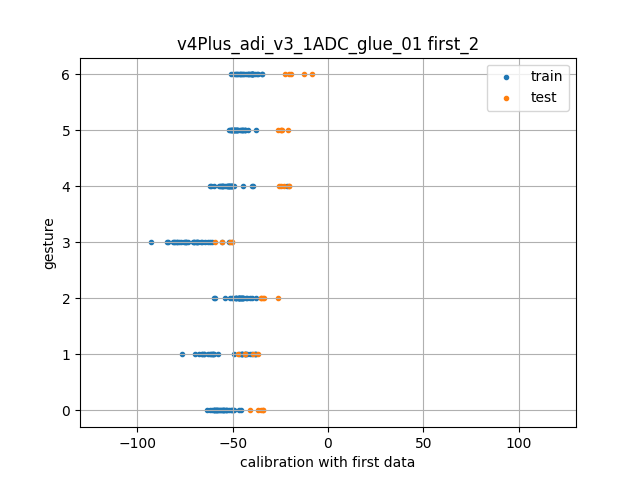 v4Plus_adi_v3_1ADC_glue_01 first_2
train
test
6
5
4
3
2
1
0
gesture
−100
−50
0
50
100
calibration with first data